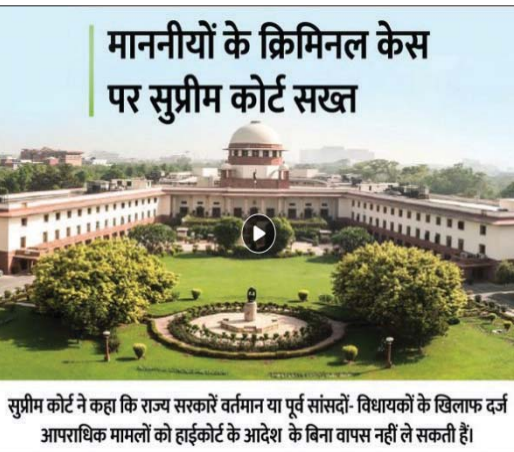 माननीयों के क्रिमिनल केस
पर सुप्रीम कोर्ट सख्त
सुप्रीम कोर्ट ने कहा कि राज्य सरकारें वर्तमान या पूर्व सांसदों- विधायकों के खिलाफ दर्ज
आपराधिक मामलों को हाईकोर्ट के आदेश के बिना वापस नहीं ले सकती हैं।